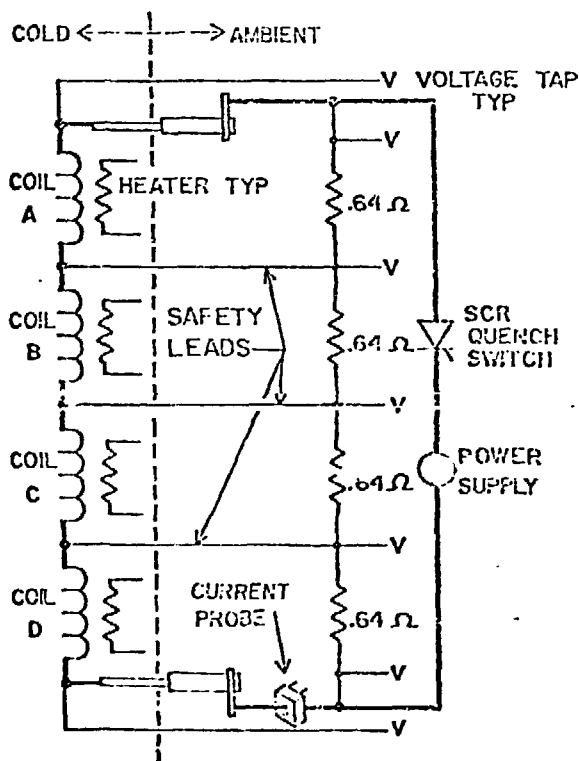 COLD
AMBIENT
V VOLTAGE TAP
TYP
V
COIL
A
HEATER TYP
.64 Ω
V
COIL
B
SAFETY
LEADS
.64 Ω
SCR
QUENCH
SWITCH
V
COIL
C
.64 Ω
POWER
SUPPLY
V
COIL
D
CURRENT
PROBE
.64 Ω
V
V